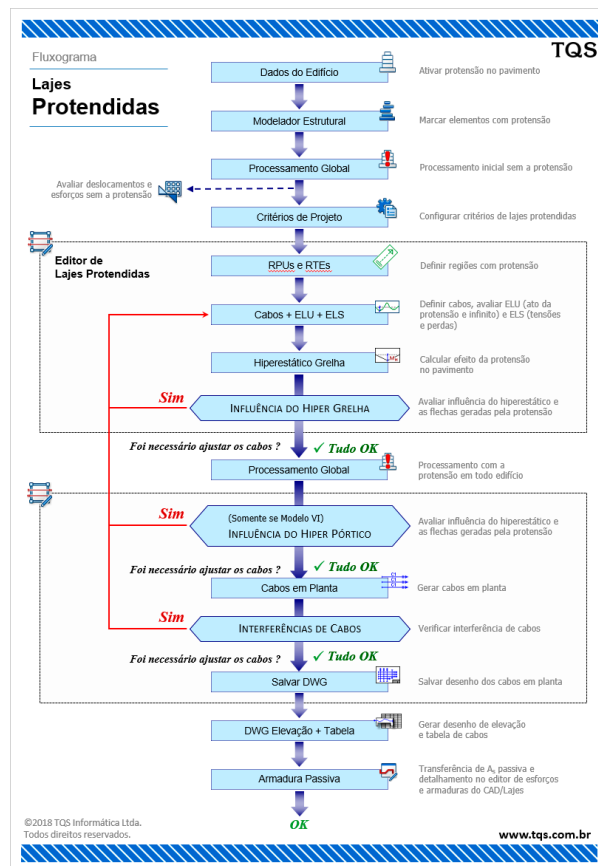 Fluxograma
TQS
Lajes
Protendidas
Dados do Edifício
Ativar protensão no pavimento
Modelador Estrutural
Marcar elementos com protensão
Processamento Global
Processamento inicial sem a protensão
Avaliar deslocamentos e
esforços sem a protensão
Critérios de Projeto
Configurar critérios de lajes protendidas
Editor de
Lajes Protendidas
RPUs e RTEs
Definir regiões com protensão
Cabos + ELU + ELS
Definir cabos, avaliar ELU (ato da
protensão e infinito) e ELS (tensões
e perdas)
Hiperestático Grelha
Calcular efeito da protensão
no pavimento
Sim
INFLUÊNCIA DO HIPER GRELHA
Avaliar influência do hiperestático e
as flechas geradas pela protensão
Foi necessário ajustar os cabos ?
✓ Tudo OK
Processamento Global
Processamento com a
protensão em todo edifício
Sim
(Somente se Modelo VI)
INFLUÊNCIA DO HIPER PÓRTICO
Avaliar influência do hiperestático e
as flechas geradas pela protensão
Foi necessário ajustar os cabos ?
✓ Tudo OK
Cabos em Planta
Gerar cabos em planta
Sim
INTERFERÊNCIAS DE CABOS
Verificar interferência de cabos
Foi necessário ajustar os cabos ?
✓ Tudo OK
Salvar DWG
Salvar desenho dos cabos em planta
DWG Elevação + Tabela
Gerar desenho de elevação
e tabela de cabos
Armadura Passiva
Transferência de As passiva e
detalhamento no editor de esforços
e armaduras do CAD/Lajes
OK
©2018 TQS Informática Ltda.
Todos direitos reservados.
www.tqs.com.br